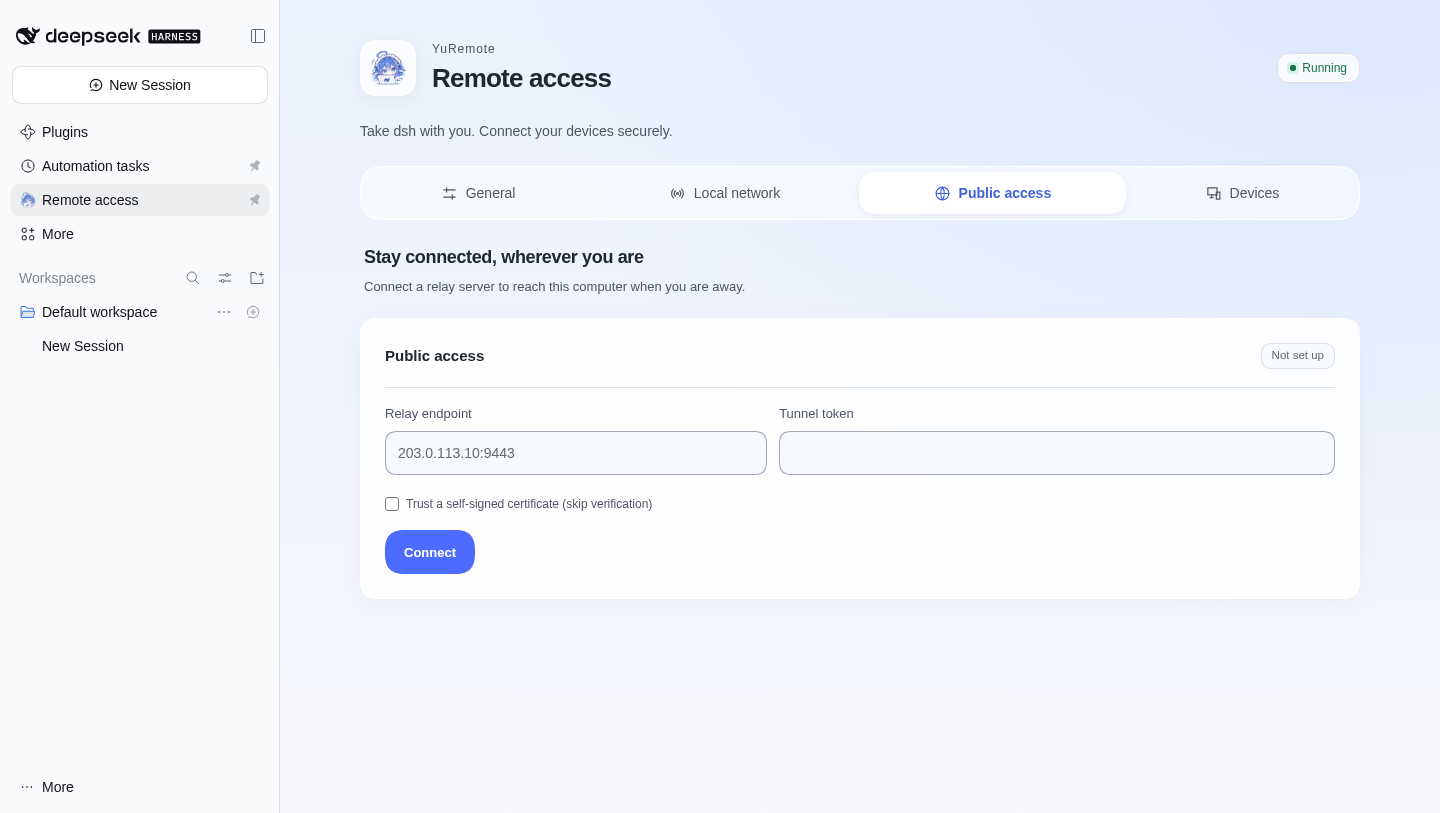 deepseek HARNESS
New Session
Plugins
Automation tasks
Remote access
More
Workspaces
Default workspace
New Session
More
YuRemote
Remote access
Running
Take dsh with you. Connect your devices securely.
General
Local network
Public access
Devices
Stay connected, wherever you are
Connect a relay server to reach this computer when you are away.
Public access
Not set up
Relay endpoint
Tunnel token
203.0.113.10:9443
Trust a self-signed certificate (skip verification)
Connect